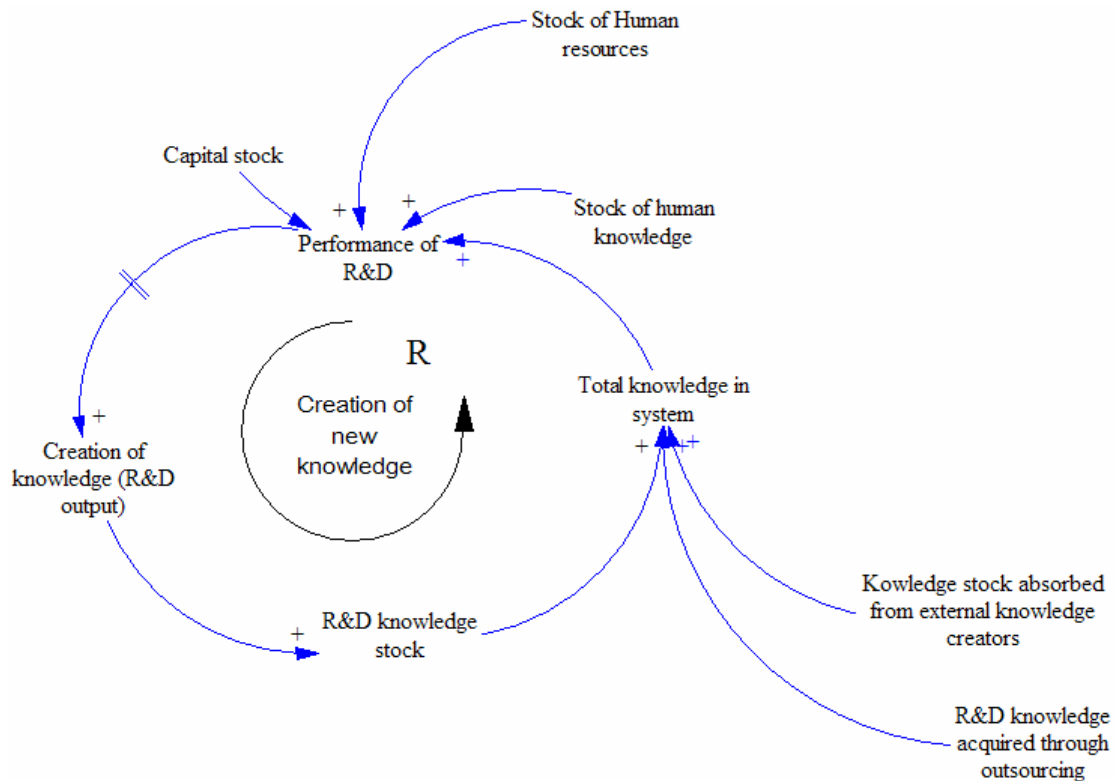 Stock of Human
resources
Capital stock
+
+
Stock of human
knowledge
Performance of
R&D
+
R
Total knowledge in
system
Creation of
new
knowledge
+
Creation of
knowledge (R&D
output)
+
+
+
Kowledge stock absorbed
from external knowledge
creators
R&D knowledge
stock
+
R&D knowledge
acquired through
outsourcing